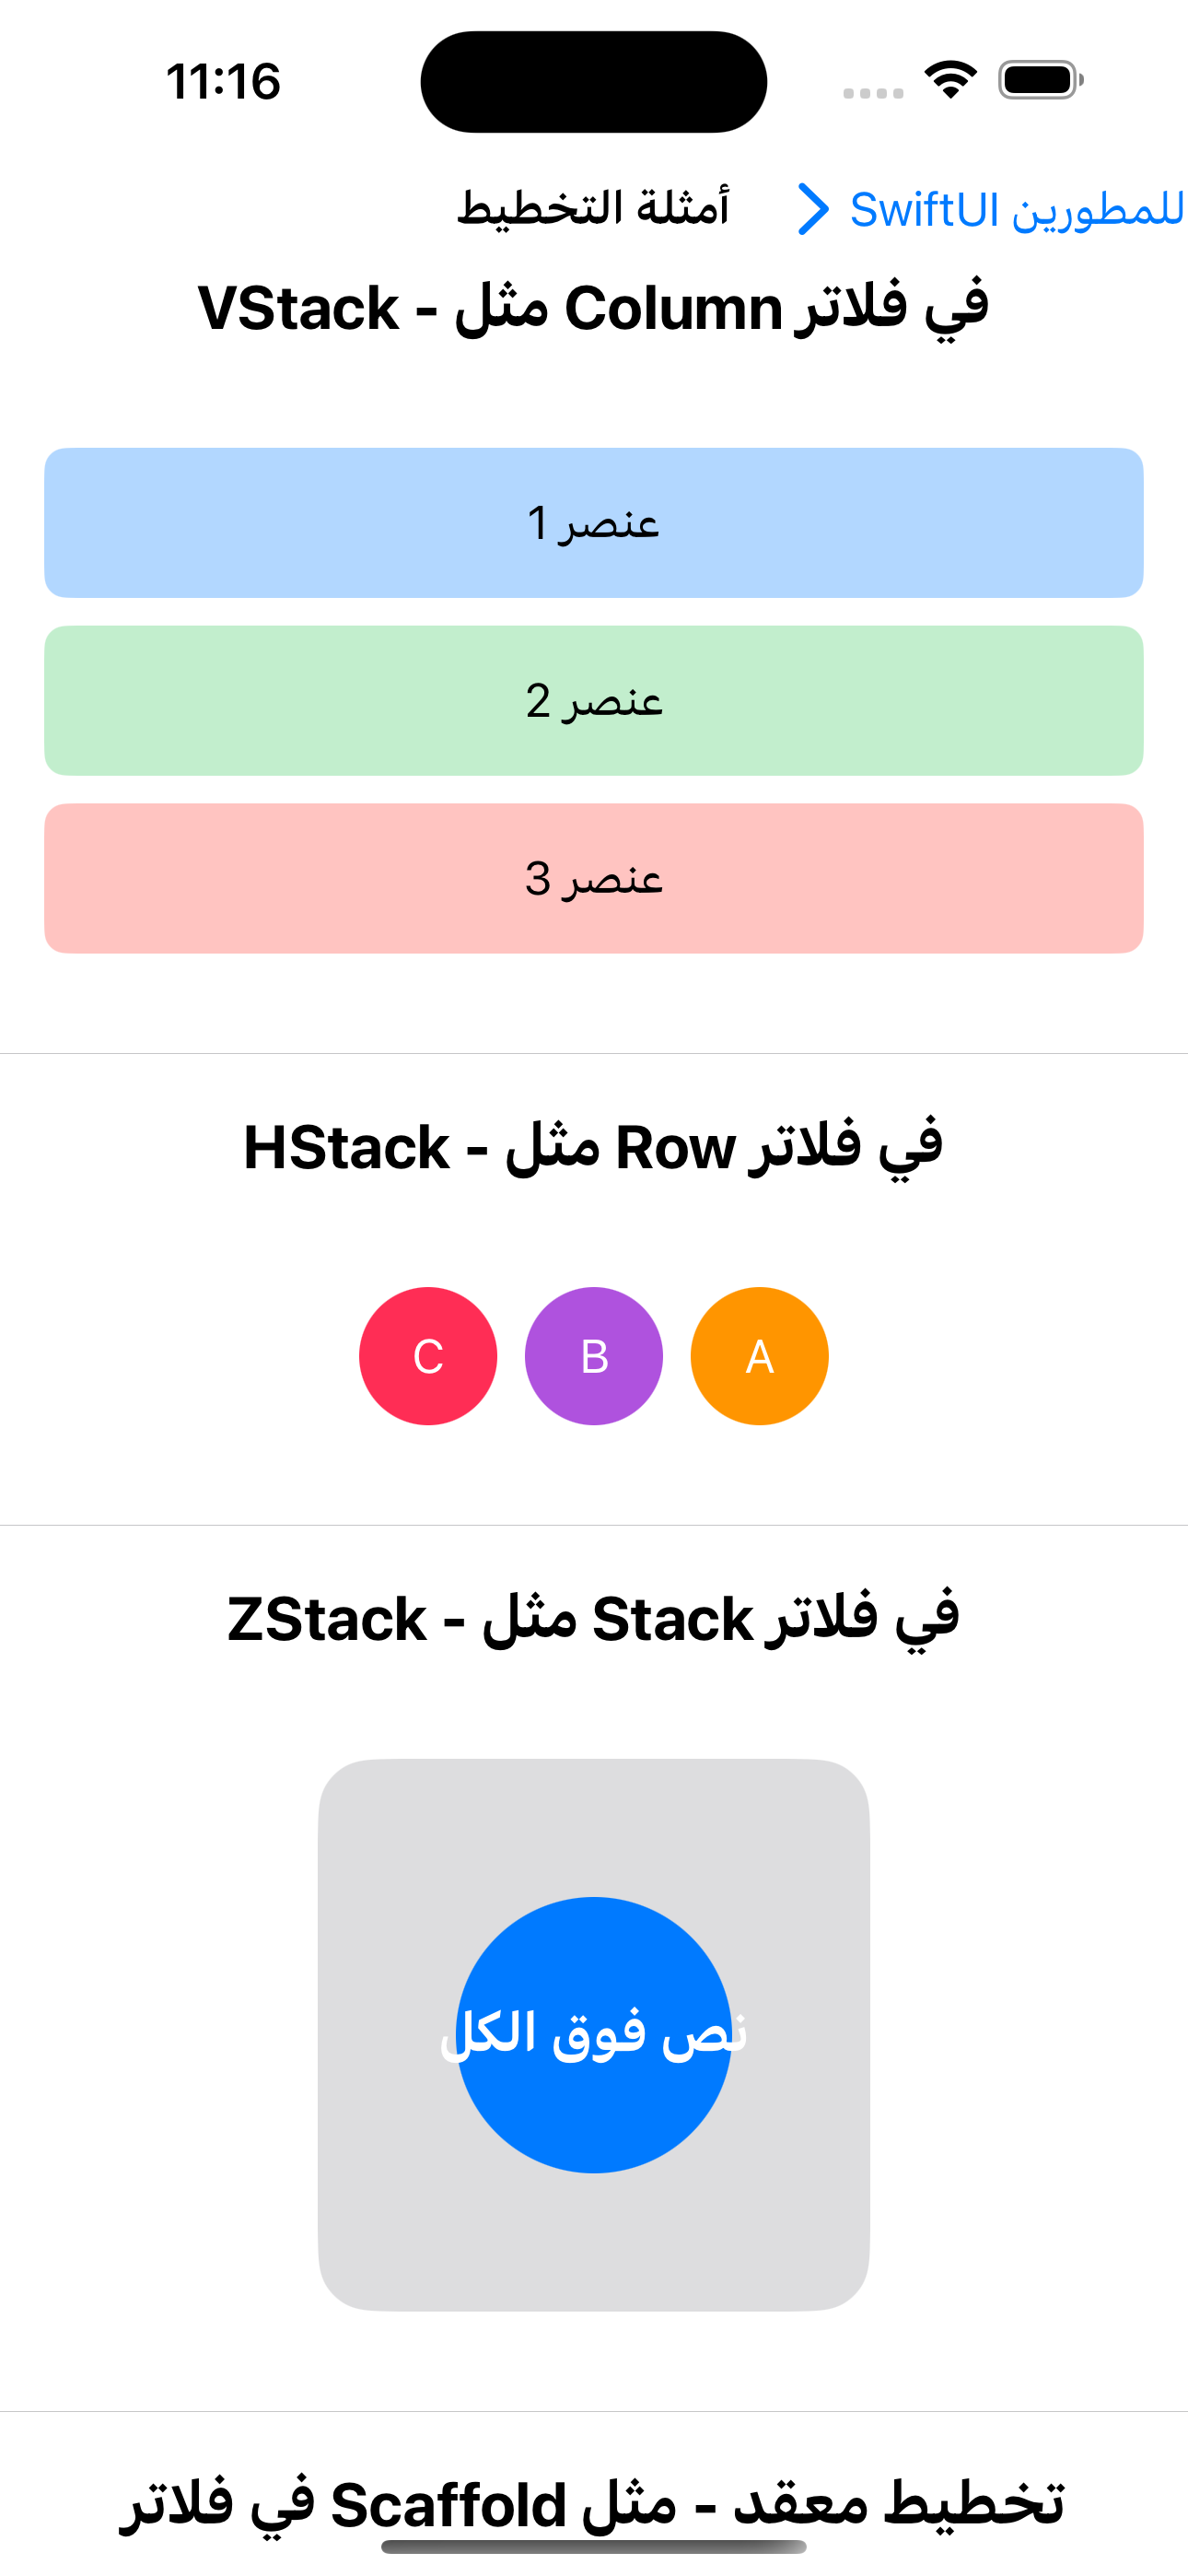 11:16
SwiftUI للمطورين
أمثلة التخطيط
VStack - مثل Column في فلاتر
عنصر 1
عنصر 2
عنصر 3
HStack - مثل Row في فلاتر
A B C
ZStack - مثل Stack في فلاتر
نص فوق الكل
تخطيط معقد - مثل Scaffold في فلاتر